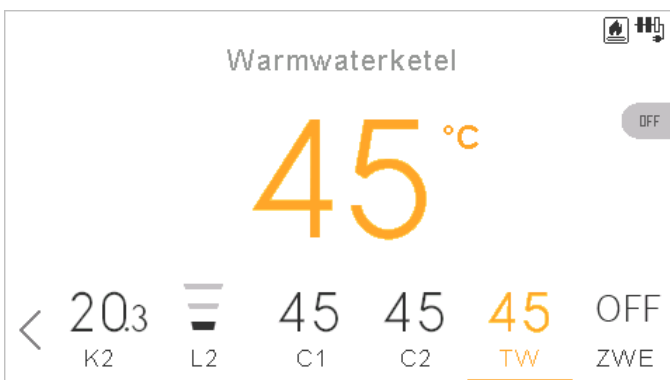 Warmwaterketel
45 °C
OFF
20.3 45 45 45 OFF
K2 L2 C1 C2 TW ZWE